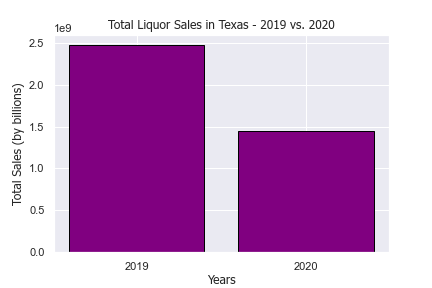 Total Liquor Sales in Texas - 2019 vs. 2020
1e9
2.5
2.0
1.5
1.0
0.5
0.0
Total Sales (by billions)
2019 2020
Years